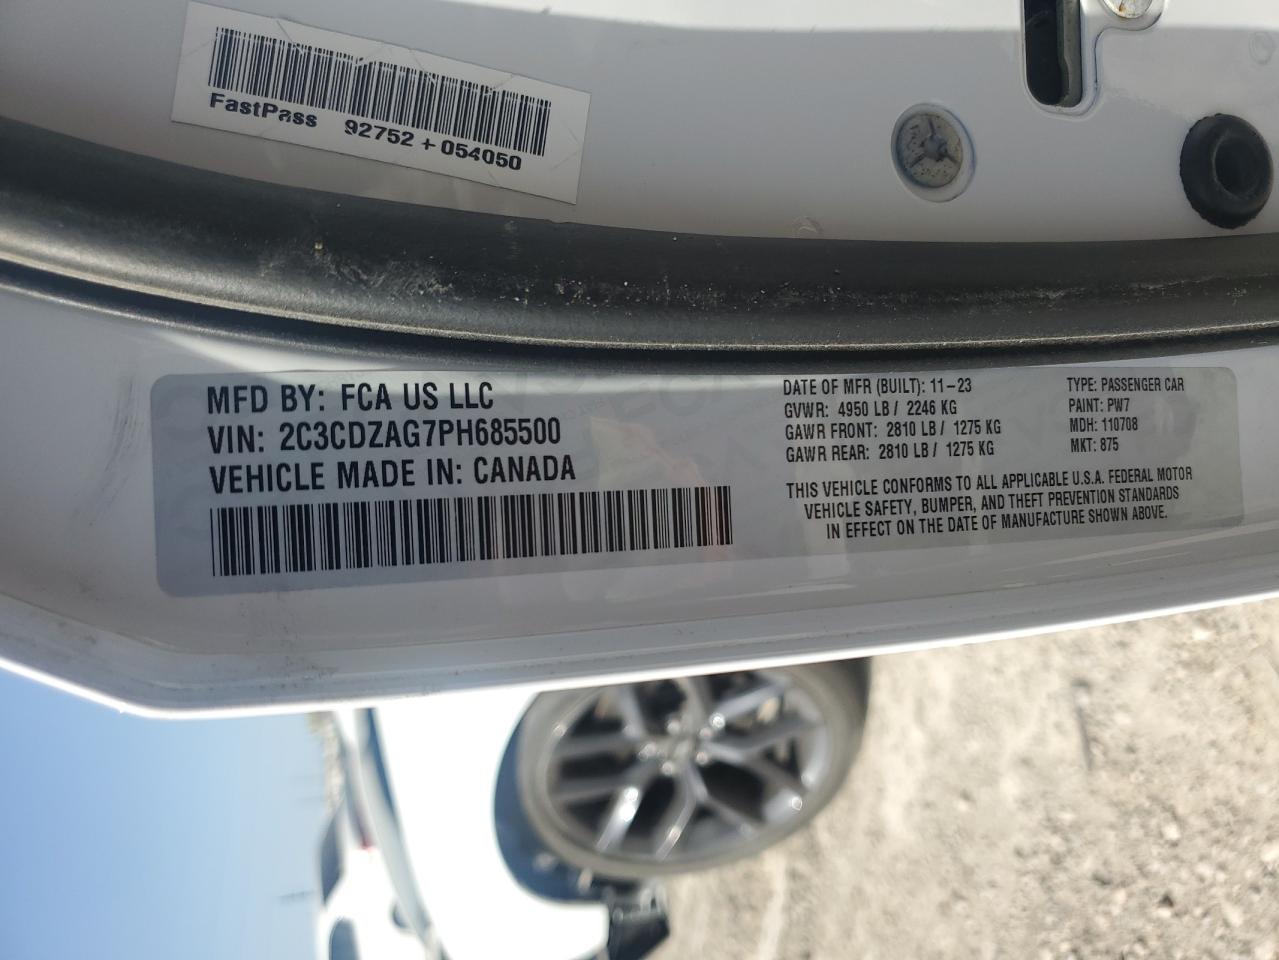 FastPass 92752 + 054050
MFD BY: FCA US LLC
VIN: 2C3CDZAG7PH685500
VEHICLE MADE IN: CANADA
DATE OF MFR (BUILT): 11-23
GVWR: 4950 LB / 2246 KG
GAWR FRONT: 2810 LB / 1275 KG
GAWR REAR: 2810 LB / 1275 KG
TYPE: PASSENGER CAR
PAINT: PW7
MDH: 110708
MKT: 875
THIS VEHICLE CONFORMS TO ALL APPLICABLE U.S.A. FEDERAL MOTOR
VEHICLE SAFETY, BUMPER, AND THEFT PREVENTION STANDARDS
IN EFFECT ON THE DATE OF MANUFACTURE SHOWN ABOVE.